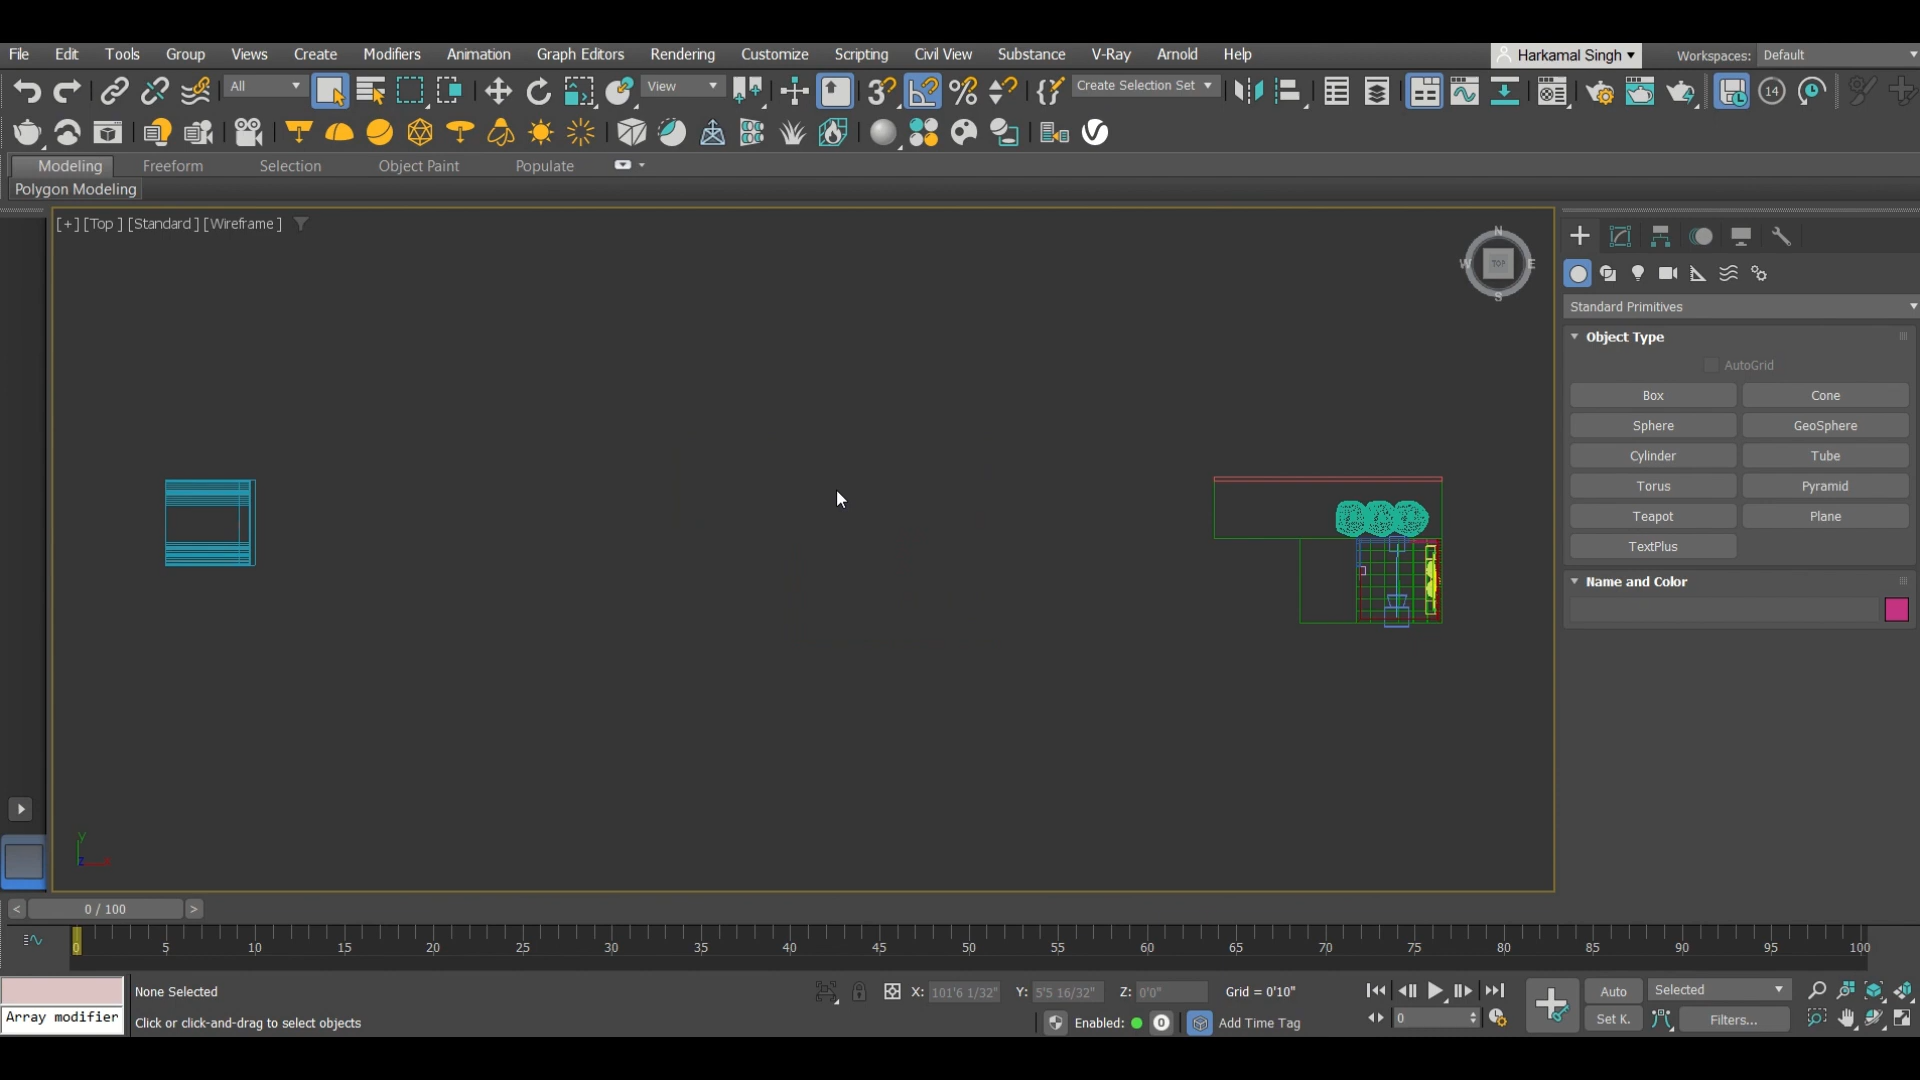 File Edit Tools Group Views Create Modifiers Animation Graph Editors Rendering Customize Scripting Civil View Substance V-Ray Arnold Help Harkamal Singh Workspaces: Default
All View Create Selection Set 14
Modeling Freeform Selection Object Paint Populate
Polygon Modeling
[+] [Top ] [Standard ] [Wireframe ]
N
W TOP E
S
Standard Primitives
Object Type
AutoGrid
Box Cone
Sphere GeoSphere
Cylinder Tube
Torus Pyramid
Teapot Plane
TextPlus
Name and Color
y
z x
< 0 / 100 >
0 5 10 15 20 25 30 35 40 45 50 55 60 65 70 75 80 85 90 95 100
None Selected X: 101'6 1/32" Y: 5'5 16/32" Z: 0'0" Grid = 0'10" Auto Selected
Array modifier Click or click-and-drag to select objects Enabled: 0 Add Time Tag 0 Set K. Filters...